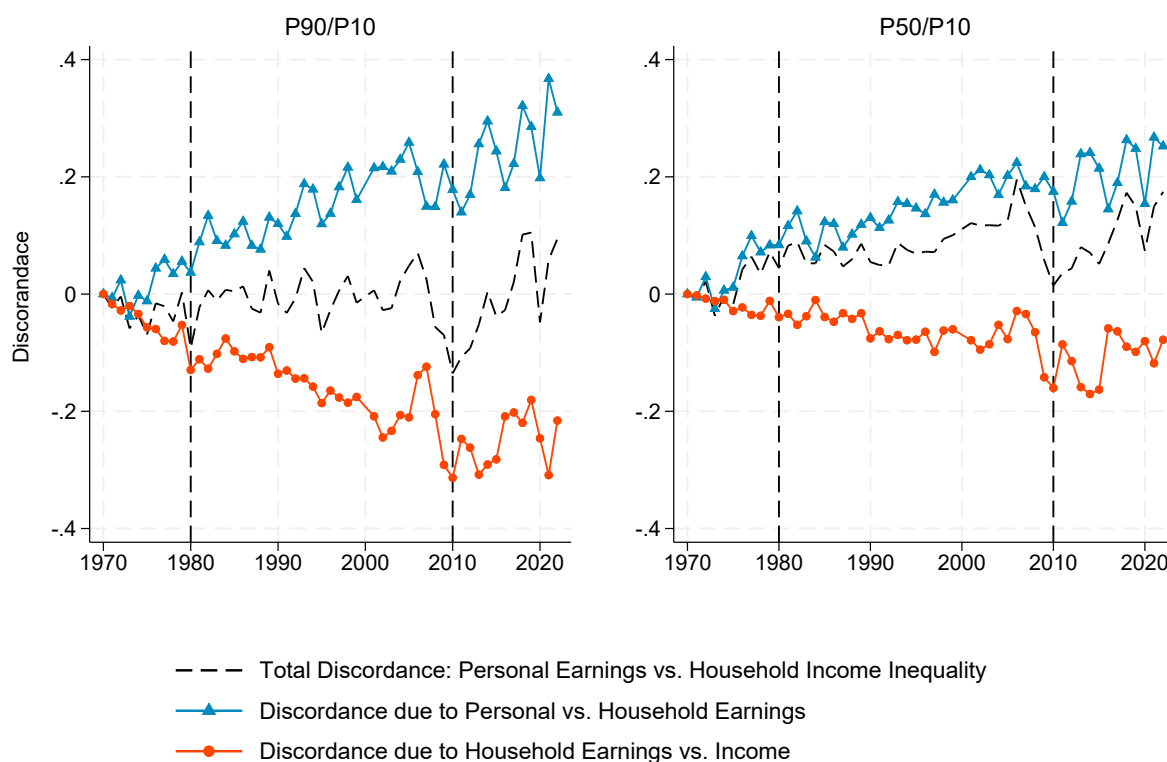 P90/P10
P50/P10
Discorandace
.4
.2
0
-.2
-.4
1970 1980 1990 2000 2010 2020
.4
.2
0
-.2
-.4
1970 1980 1990 2000 2010 2020
Total Discordance: Personal Earnings vs. Household Income Inequality
Discordance due to Personal vs. Household Earnings
Discordance due to Household Earnings vs. Income